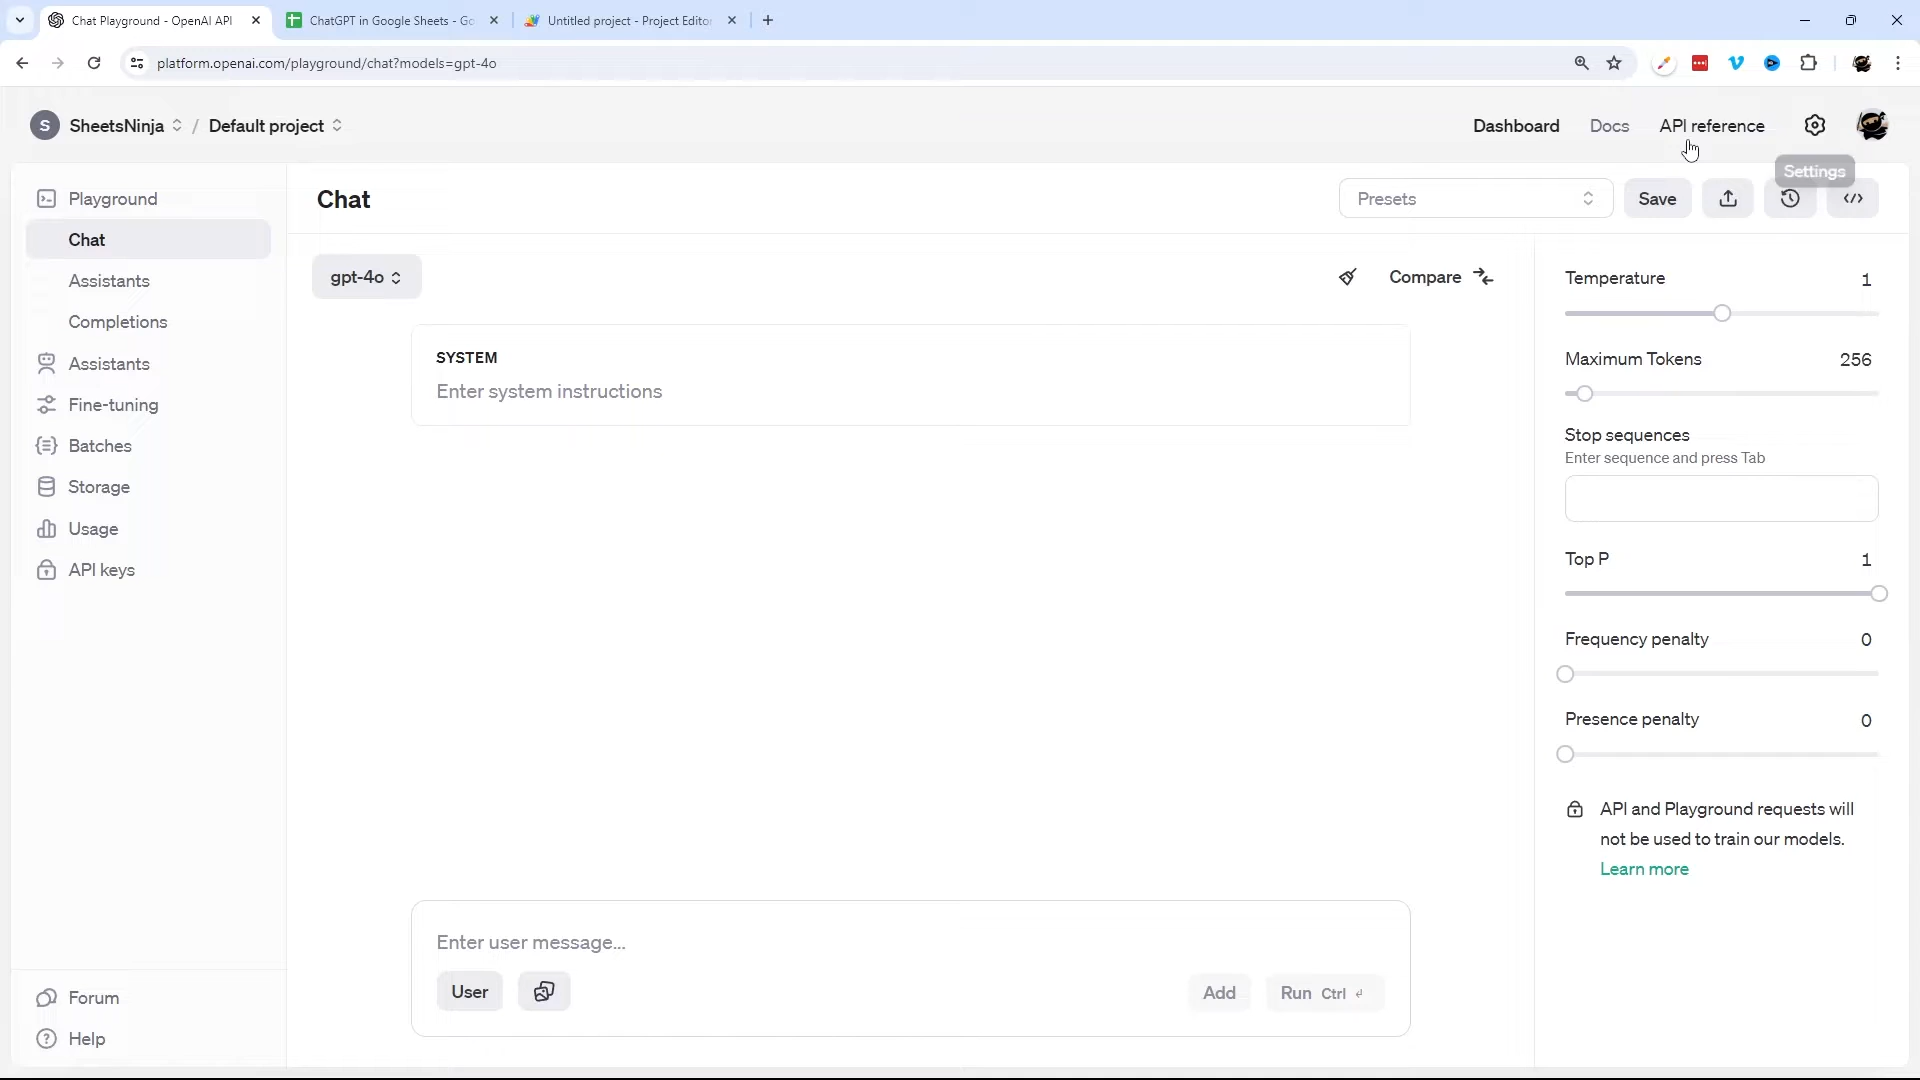 Chat Playground - OpenAI API
ChatGPT in Google Sheets - Go
Untitled project - Project Editor
platform.openai.com/playground/chat?models=gpt-4o
S SheetsNinja / Default project
Dashboard
Docs
API reference
Settings
Playground
Chat
Assistants
Completions
Assistants
Fine-tuning
Batches
Storage
Usage
API keys
Forum
Help
Chat
Presets
Save
gpt-4o
Compare
SYSTEM
Enter system instructions
Enter user message...
User
Add
Run Ctrl ↵
Temperature 1
Maximum Tokens 256
Stop sequences
Enter sequence and press Tab
Top P 1
Frequency penalty 0
Presence penalty 0
API and Playground requests will
not be used to train our models.
Learn more